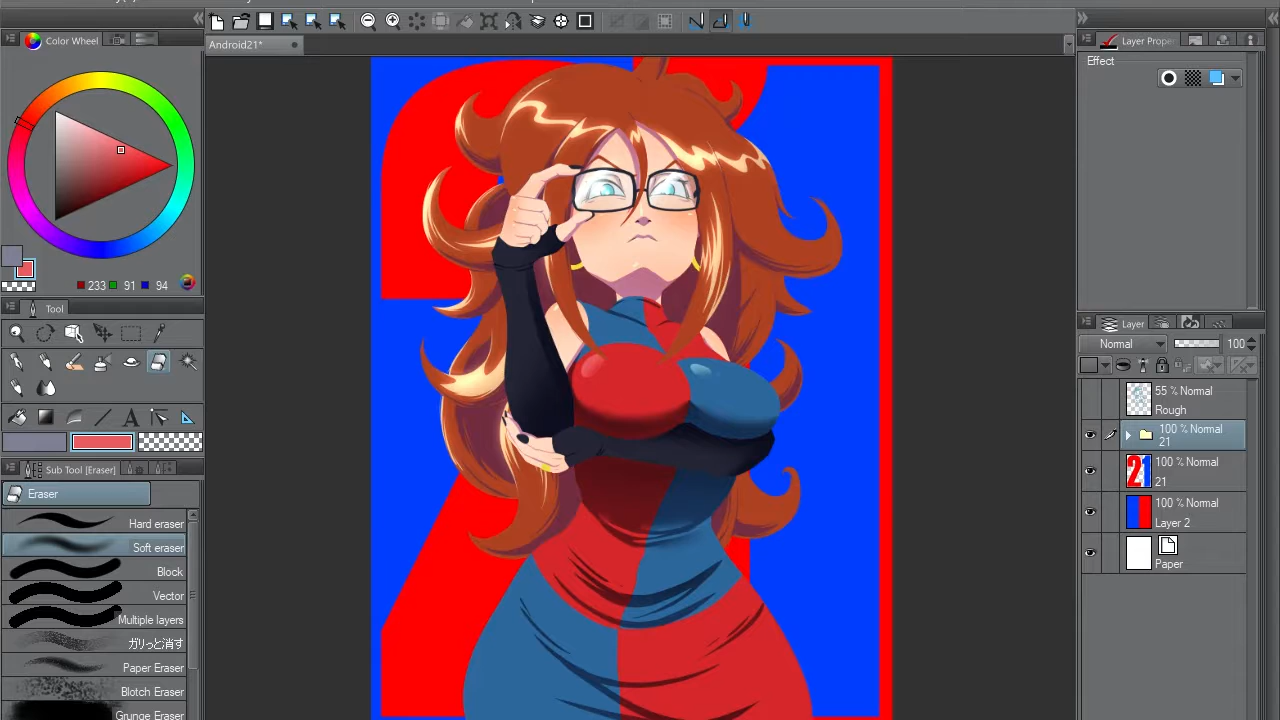 Android21*
Color Wheel
233 91 94
Tool
Sub Tool [Eraser]
Eraser
Hard eraser
Soft eraser
Block
Vector
Multiple layers
ガリっと消す
Paper Eraser
Blotch Eraser
Grunge Eraser
21
Layer Proper
Effect
Layer
Normal 100
55 % Normal
Rough
100 % Normal
21
100 % Normal
21
100 % Normal
Layer 2
Paper